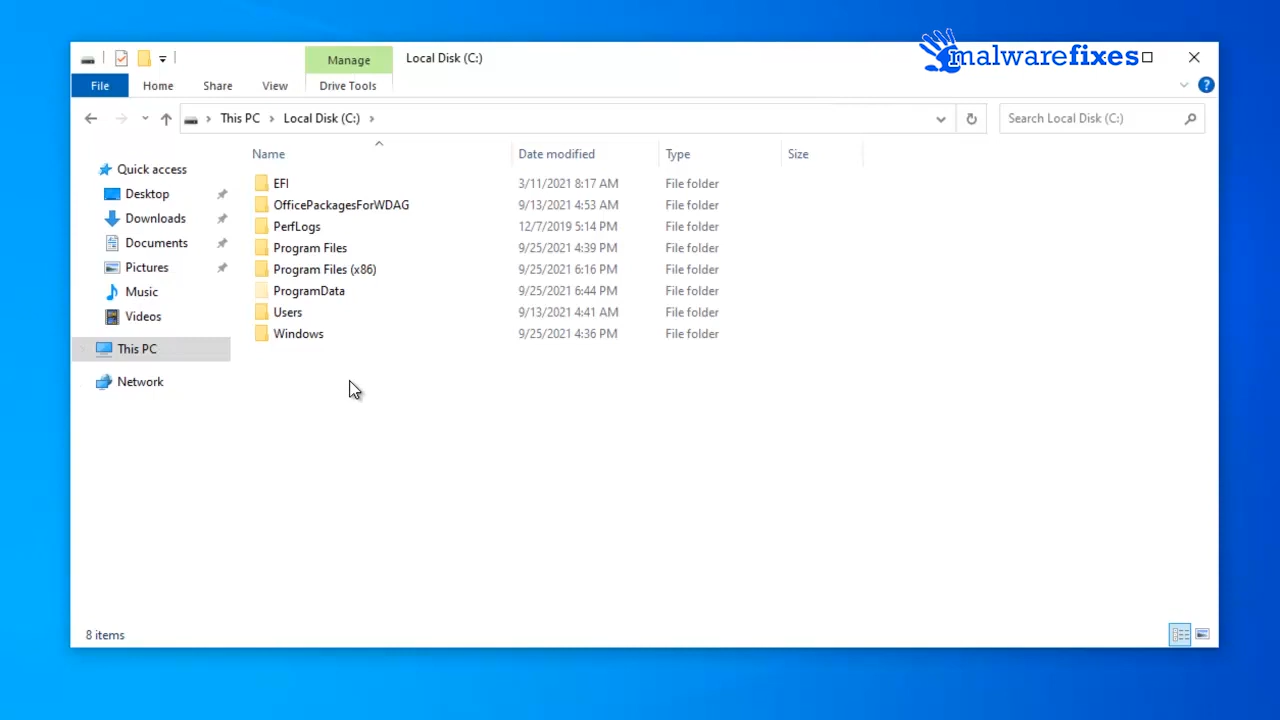 Manage
Local Disk (C:)
malwarefixes
File
Home
Share
View
Drive Tools
?
This PC > Local Disk (C:) >
Search Local Disk (C:)
Name
Date modified
Type
Size
Quick access
Desktop
Downloads
Documents
Pictures
Music
Videos
This PC
Network
EFI 3/11/2021 8:17 AM File folder
OfficePackagesForWDAG 9/13/2021 4:53 AM File folder
PerfLogs 12/7/2019 5:14 PM File folder
Program Files 9/25/2021 4:39 PM File folder
Program Files (x86) 9/25/2021 6:16 PM File folder
ProgramData 9/25/2021 6:44 PM File folder
Users 9/13/2021 4:41 AM File folder
Windows 9/25/2021 4:36 PM File folder
8 items